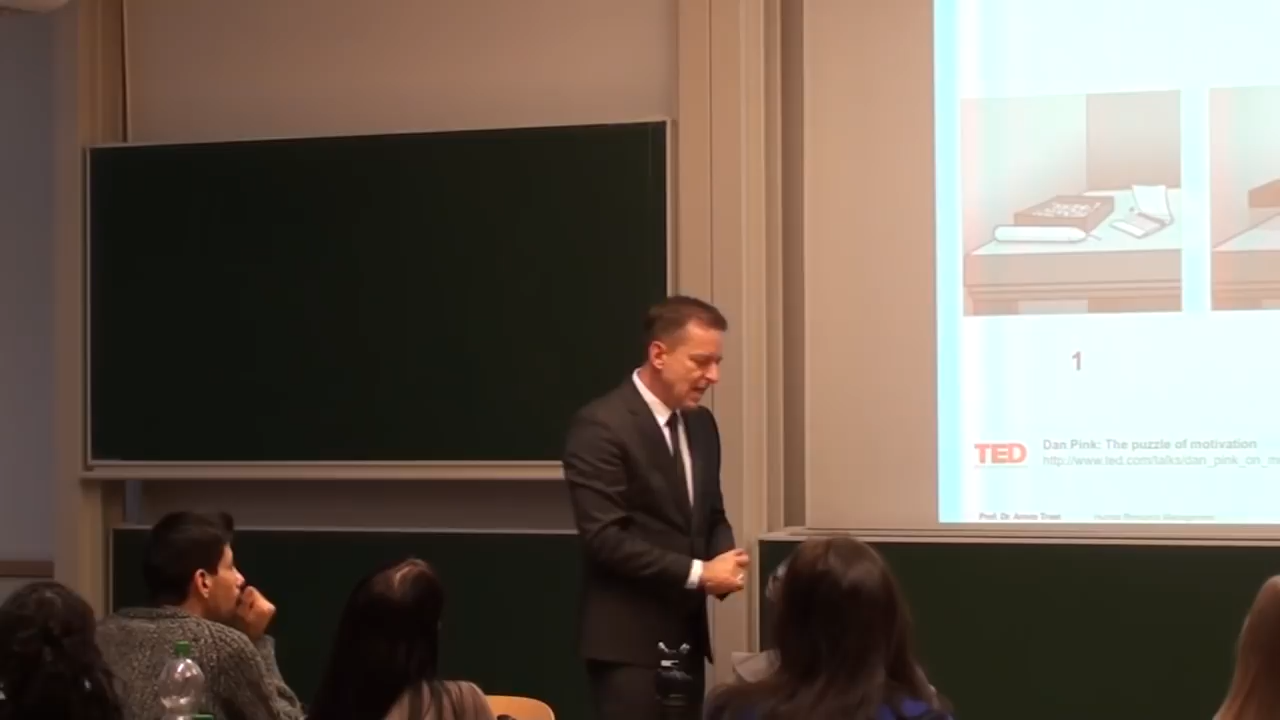 1
TED
Dan Pink: The puzzle of motivation
http://www.ted.com/talks/dan_pink_on_m
Prof. Dr. Armin Trost Human Resource Management